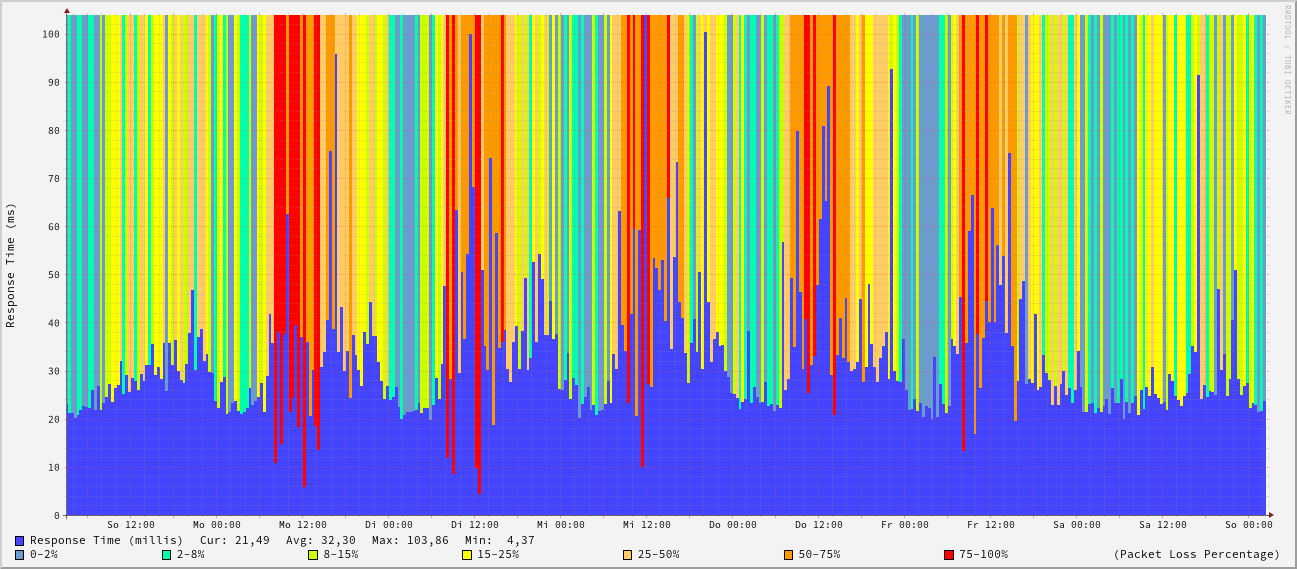 RRDTOOL / TOBI OETIKER
Response Time (ms)
100
90
80
70
60
50
40
30
20
10
0
So 12:00 Mo 00:00 Mo 12:00 Di 00:00 Di 12:00 Mi 00:00 Mi 12:00 Do 00:00 Do 12:00 Fr 00:00 Fr 12:00 Sa 00:00 Sa 12:00 So 00:00
Response Time (millis) Cur: 21,49 Avg: 32,30 Max: 103,86 Min: 4,37
0-2% 2-8% 8-15% 15-25% 25-50% 50-75% 75-100% (Packet Loss Percentage)